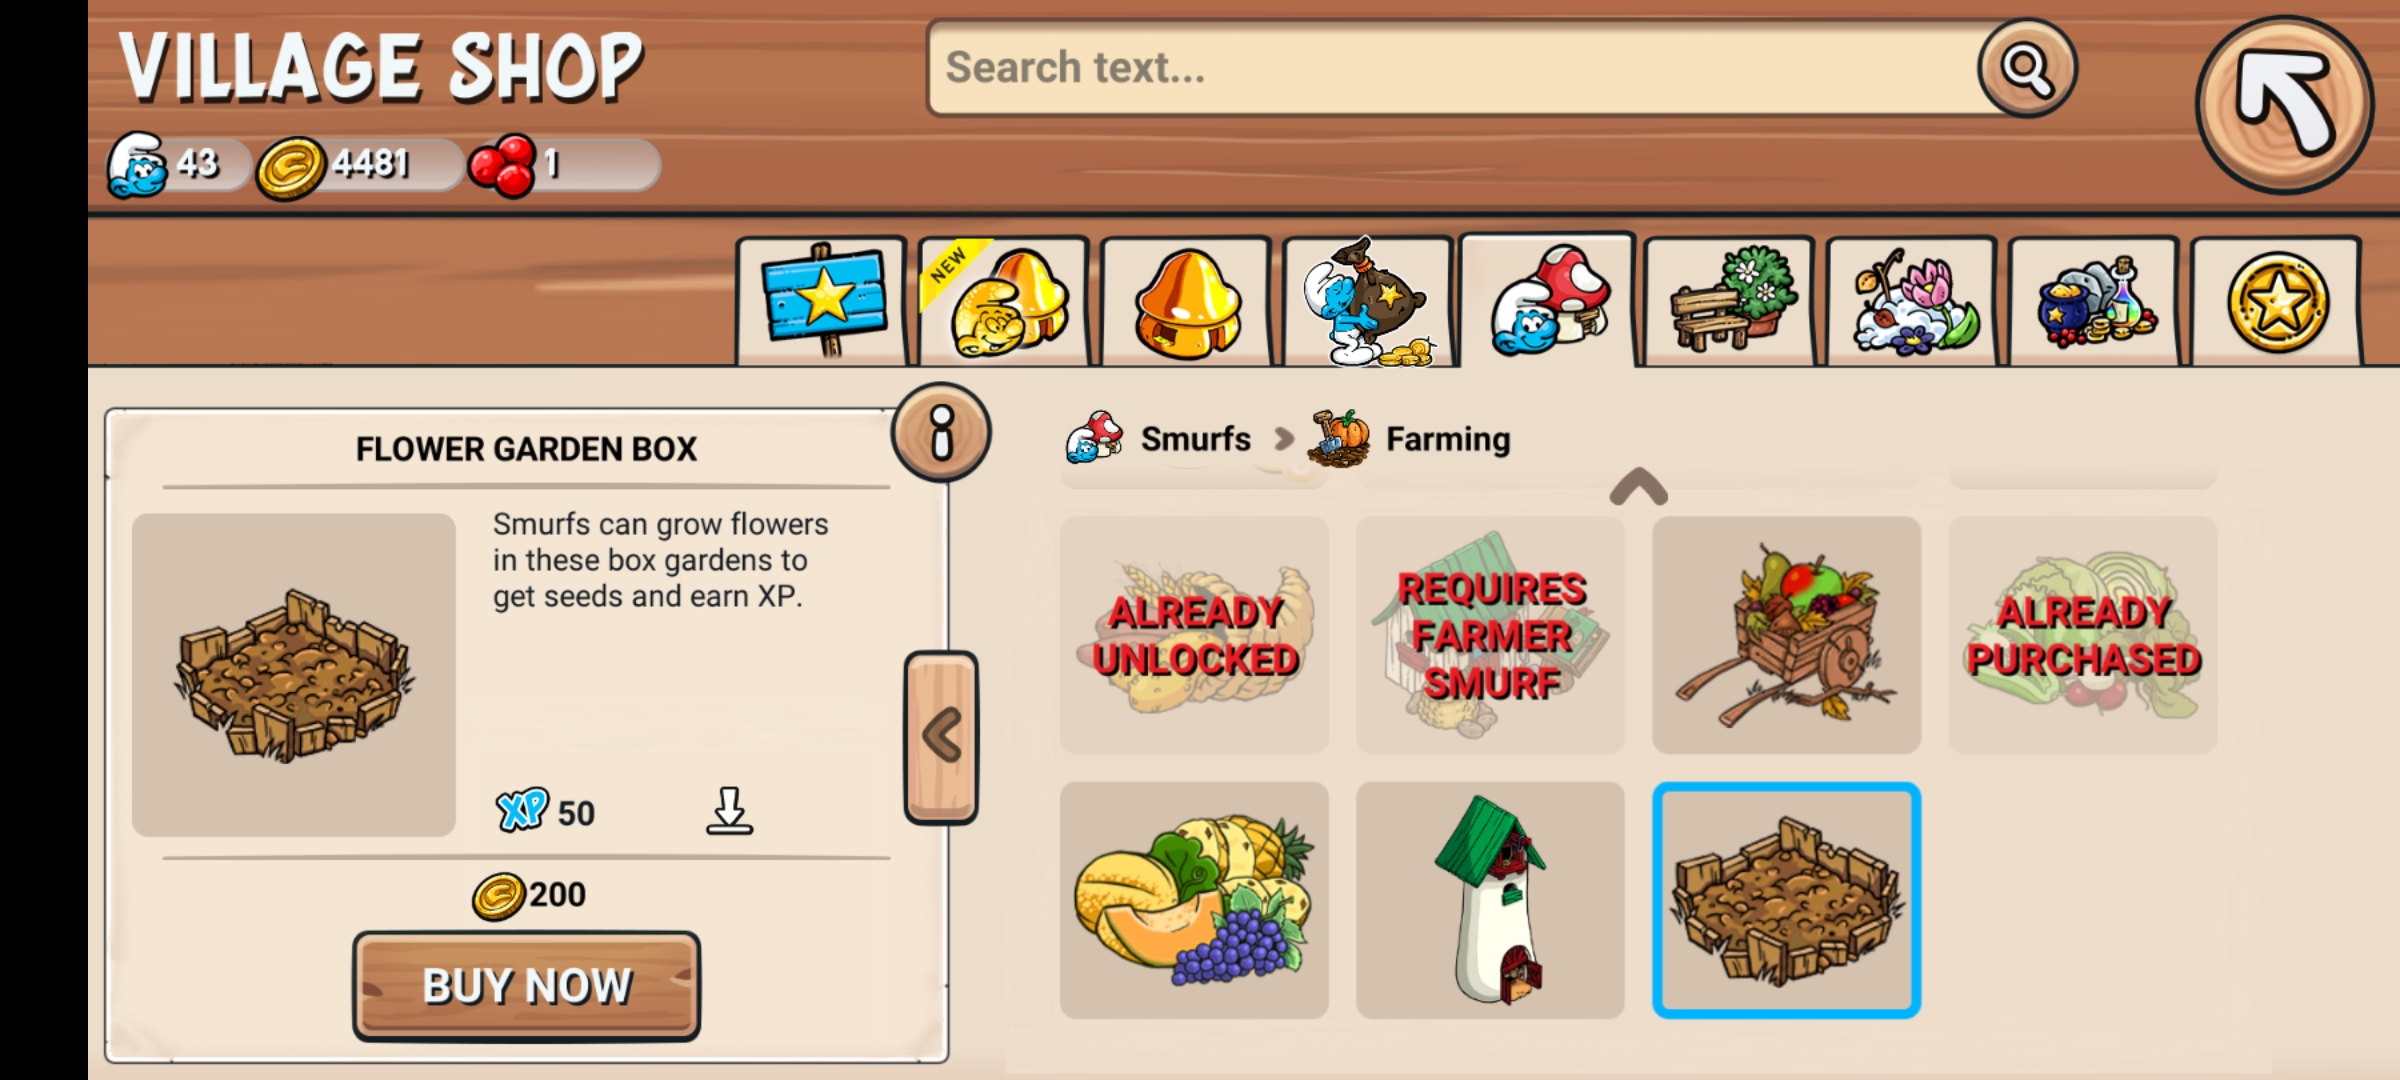 VILLAGE SHOP
Search text...
43
4481
1
NEW
FLOWER GARDEN BOX
Smurfs can grow flowers
in these box gardens to
get seeds and earn XP.
XP 50
200
BUY NOW
Smurfs
Farming
ALREADY
UNLOCKED
REQUIRES
FARMER
SMURF
ALREADY
PURCHASED